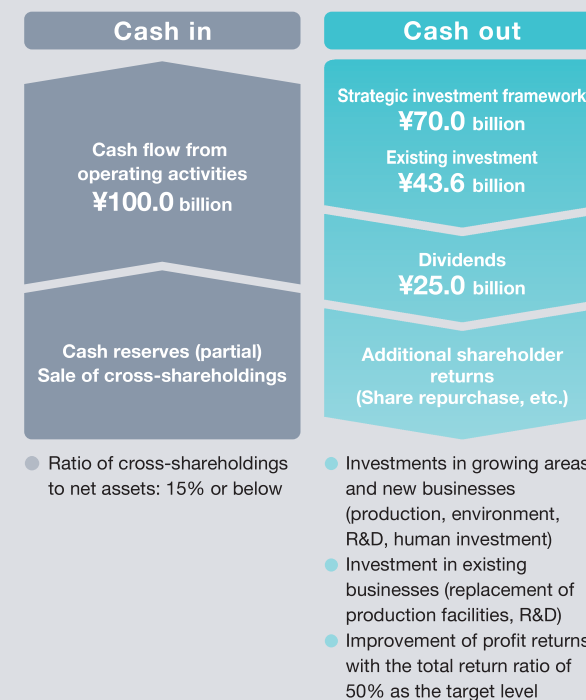 Cash in
Cash flow from
operating activities
¥100.0 billion
Cash reserves (partial)
Sale of cross-shareholdings
Ratio of cross-shareholdings
to net assets: 15% or below
Cash out
Strategic investment framework
¥70.0 billion
Existing investment
¥43.6 billion
Dividends
¥25.0 billion
Additional shareholder
returns
(Share repurchase, etc.)
Investments in growing areas
and new businesses
(production, environment,
R&D, human investment)
Investment in existing
businesses (replacement of
production facilities, R&D)
Improvement of profit returns
with the total return ratio of
50% as the target level